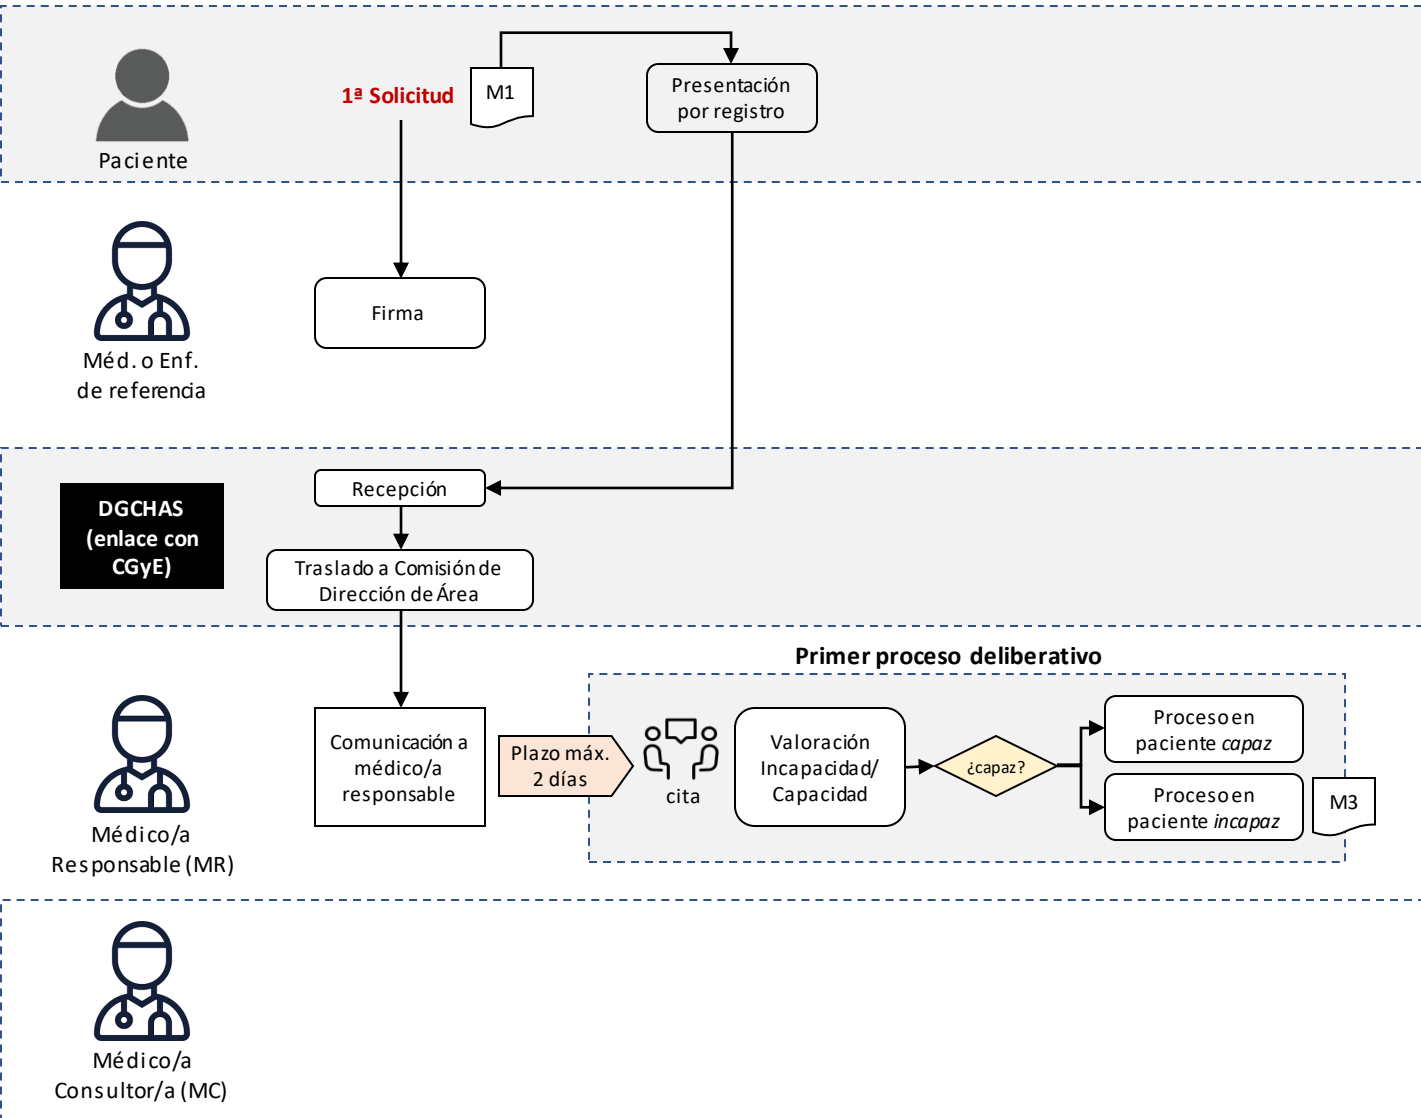 1ª Solicitud
M1
Presentación
por registro
Paciente
Firma
Méd. o Enf.
de referencia
DGCHAS
(enlace con
CGyE)
Recepción
Traslado a Comisión de
Dirección de Área
Primer proceso deliberativo
Médico/a
Responsable (MR)
Comunicación a
médico/a
responsable
Plazo máx.
2 días
cita
Valoración
Incapacidad/
Capacidad
¿capaz?
Proceso en
paciente capaz
Proceso en
paciente incapaz
M3
Médico/a
Consultor/a (MC)